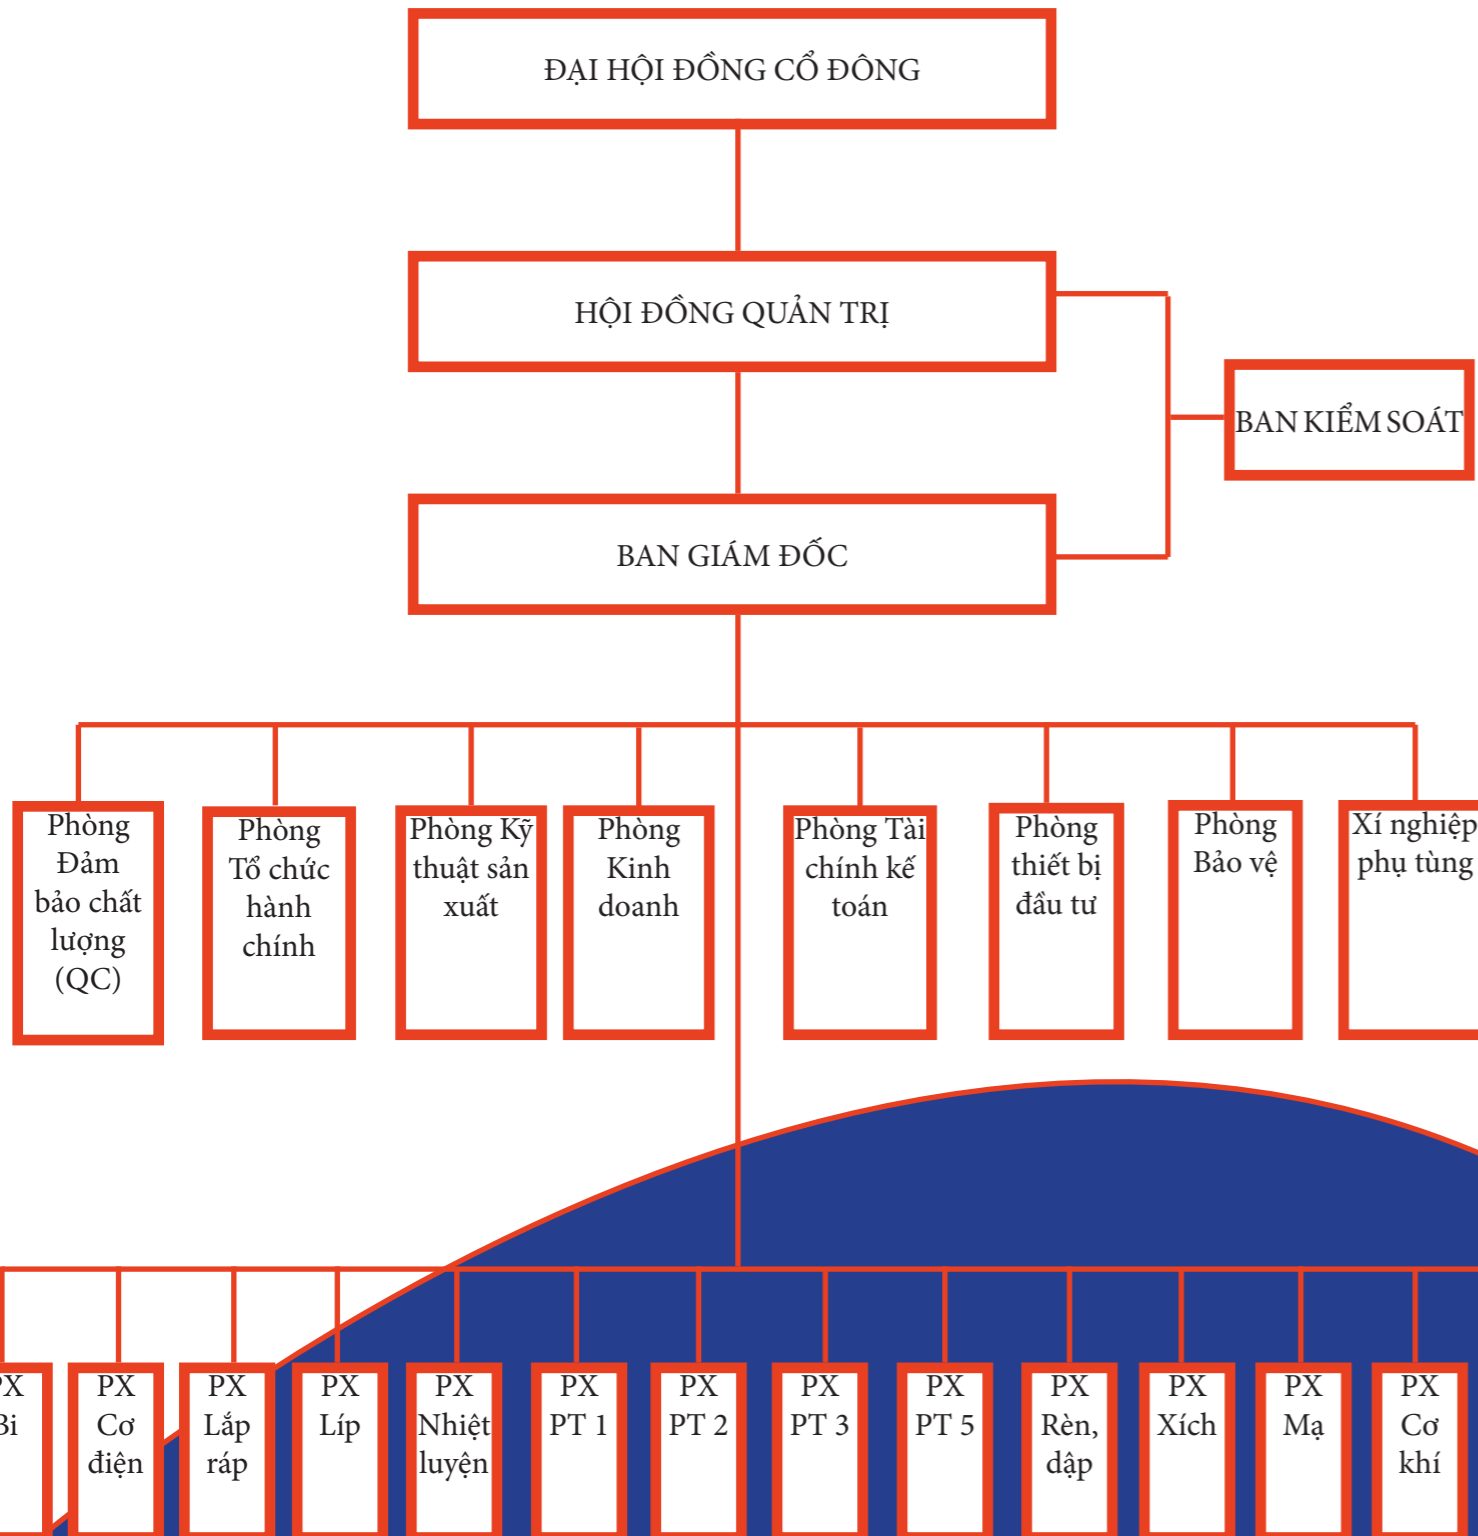 ĐẠI HỘI ĐỒNG CỔ ĐÔNG
HỘI ĐỒNG QUẢN TRỊ
BAN KIỂM SOÁT
BAN GIÁM ĐỐC
Phòng
Đảm
bảo chất
lượng
(QC)
Phòng
Tổ chức
hành
chính
Phòng Kỹ
thuật sản
xuất
Phòng
Kinh
doanh
Phòng Tài
chính kế
toán
Phòng
thiết bị
đầu tư
Phòng
Bảo vệ
Xí nghiệp
phụ tùng
PX
Bi
PX
Cơ
điện
PX
Lắp
ráp
PX
Líp
PX
Nhiệt
luyện
PX
PT 1
PX
PT 2
PX
PT 3
PX
PT 5
PX
Rèn,
dập
PX
Xích
PX
Mạ
PX
Cơ
khí